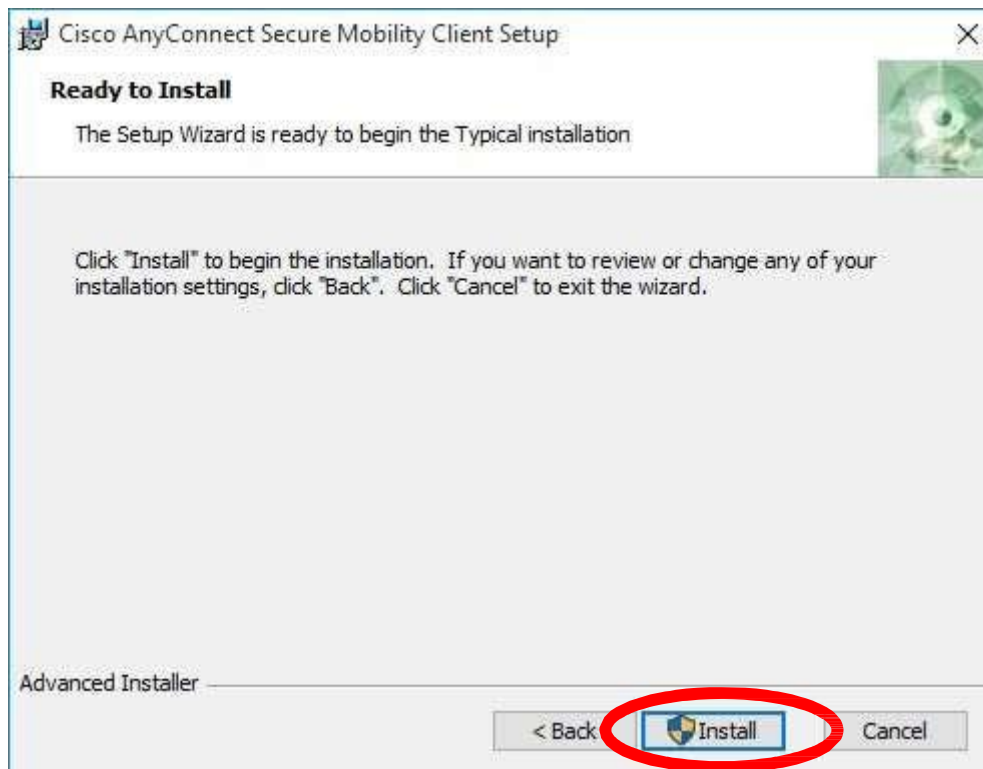 Cisco AnyConnect Secure Mobility Client Setup
Ready to Install
The Setup Wizard is ready to begin the Typical installation
Click "Install" to begin the installation.  If you want to review or change any of your
installation settings, click "Back".  Click "Cancel" to exit the wizard.
Advanced Installer
< Back Install Cancel